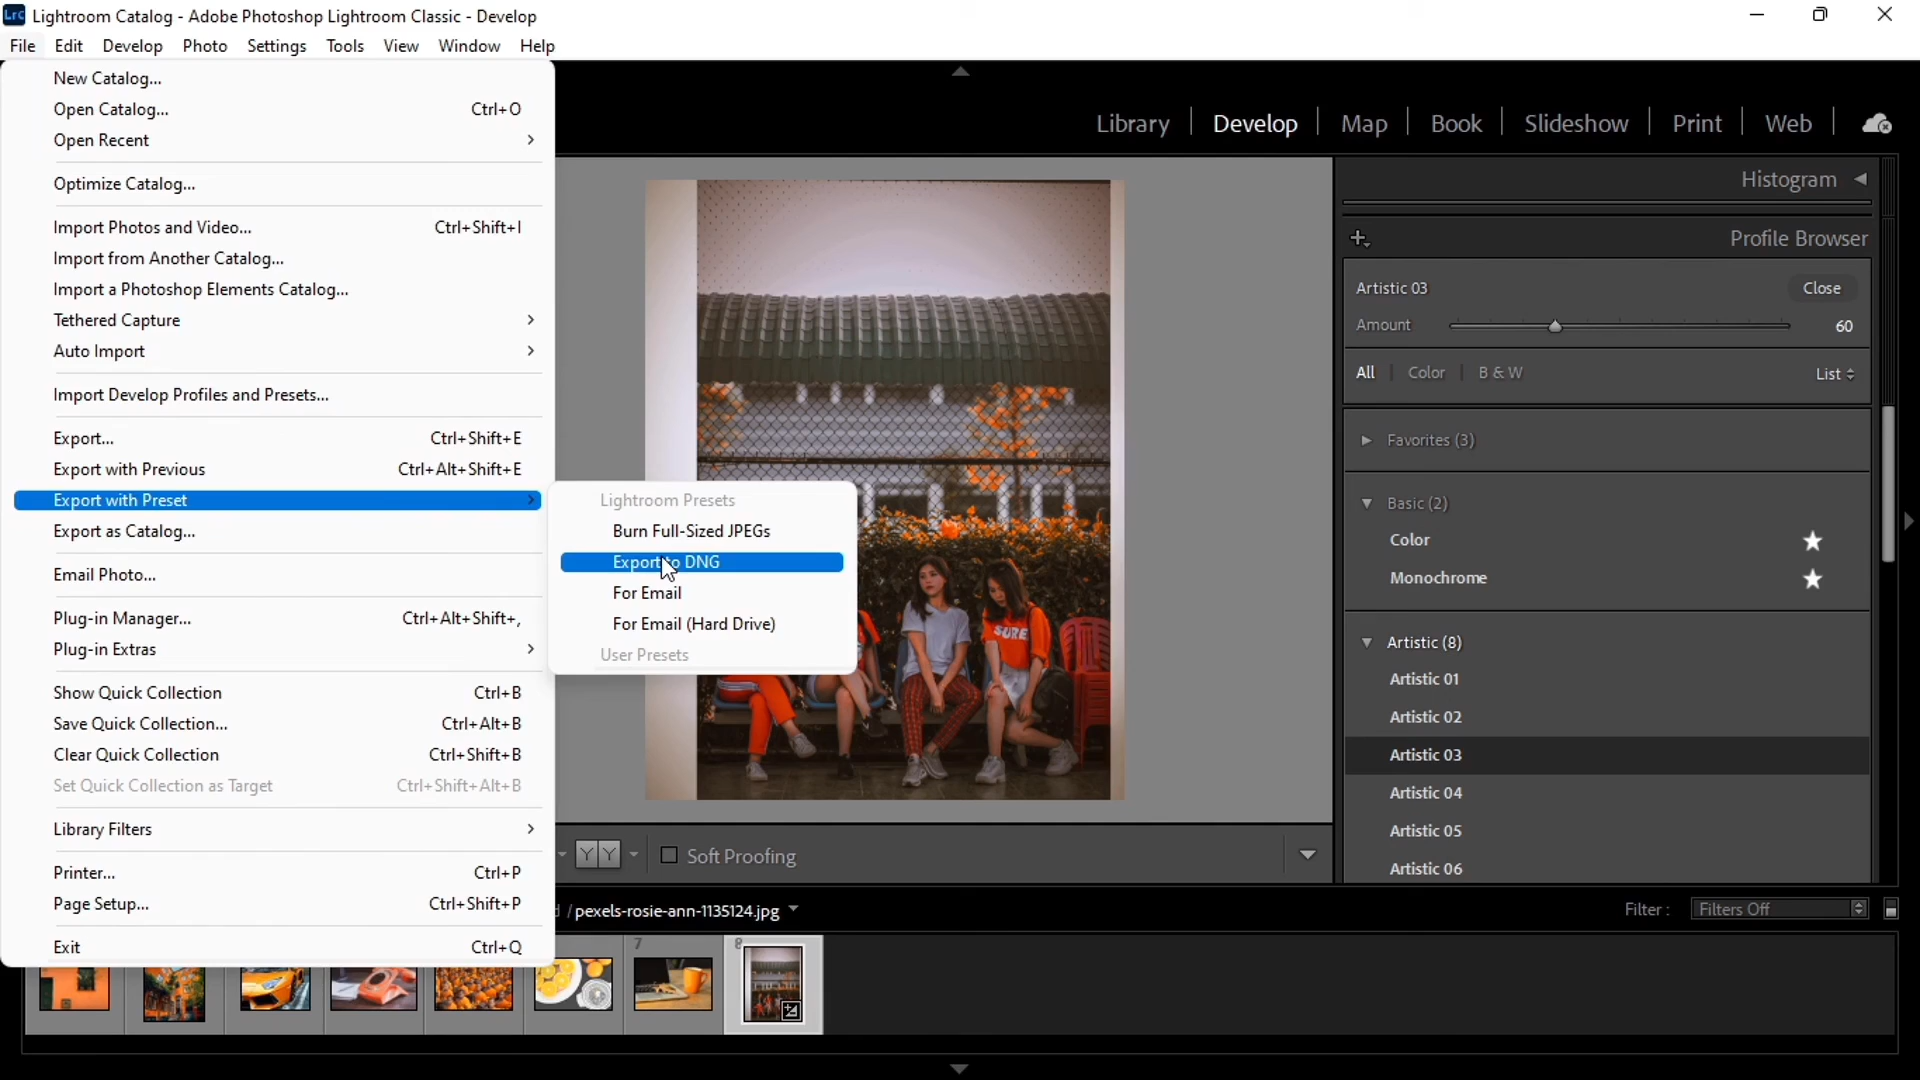 LrC Lightroom Catalog - Adobe Photoshop Lightroom Classic - Develop
File Edit Develop Photo Settings Tools View Window Help
New Catalog...
Open Catalog... Ctrl+O
Open Recent
Optimize Catalog...
Import Photos and Video... Ctrl+Shift+I
Import from Another Catalog...
Import a Photoshop Elements Catalog...
Tethered Capture
Auto Import
Import Develop Profiles and Presets...
Export... Ctrl+Shift+E
Export with Previous Ctrl+Alt+Shift+E
Export with Preset
Export as Catalog...
Email Photo...
Plug-in Manager... Ctrl+Alt+Shift+,
Plug-in Extras
Show Quick Collection Ctrl+B
Save Quick Collection... Ctrl+Alt+B
Clear Quick Collection Ctrl+Shift+B
Set Quick Collection as Target Ctrl+Shift+Alt+B
Library Filters
Printer... Ctrl+P
Page Setup... Ctrl+Shift+P
Exit Ctrl+Q
Lightroom Presets
Burn Full-Sized JPEGs
Export to DNG
For Email
For Email (Hard Drive)
User Presets
Library | Develop | Map | Book | Slideshow | Print | Web
SURE
Histogram
Profile Browser
Artistic 03 Close
Amount 60
All | Color | B & W List
Favorites (3)
Basic (2)
Color
Monochrome
Artistic (8)
Artistic 01
Artistic 02
Artistic 03
Artistic 04
Artistic 05
Artistic 06
YY Soft Proofing
/ pexels-rosie-ann-1135124.jpg
Filter : Filters Off
7
8